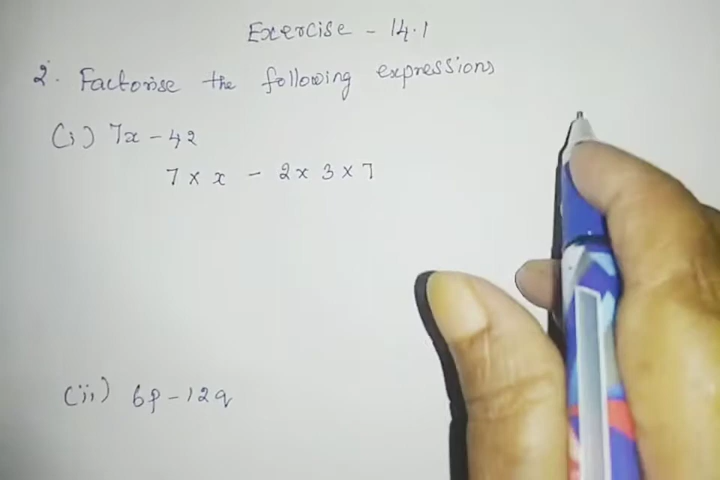 Exercise - 14.1
2. Factorise the following expressions
(i) 7x - 42
7 × x - 2 × 3 × 7
(ii) 6p - 12q